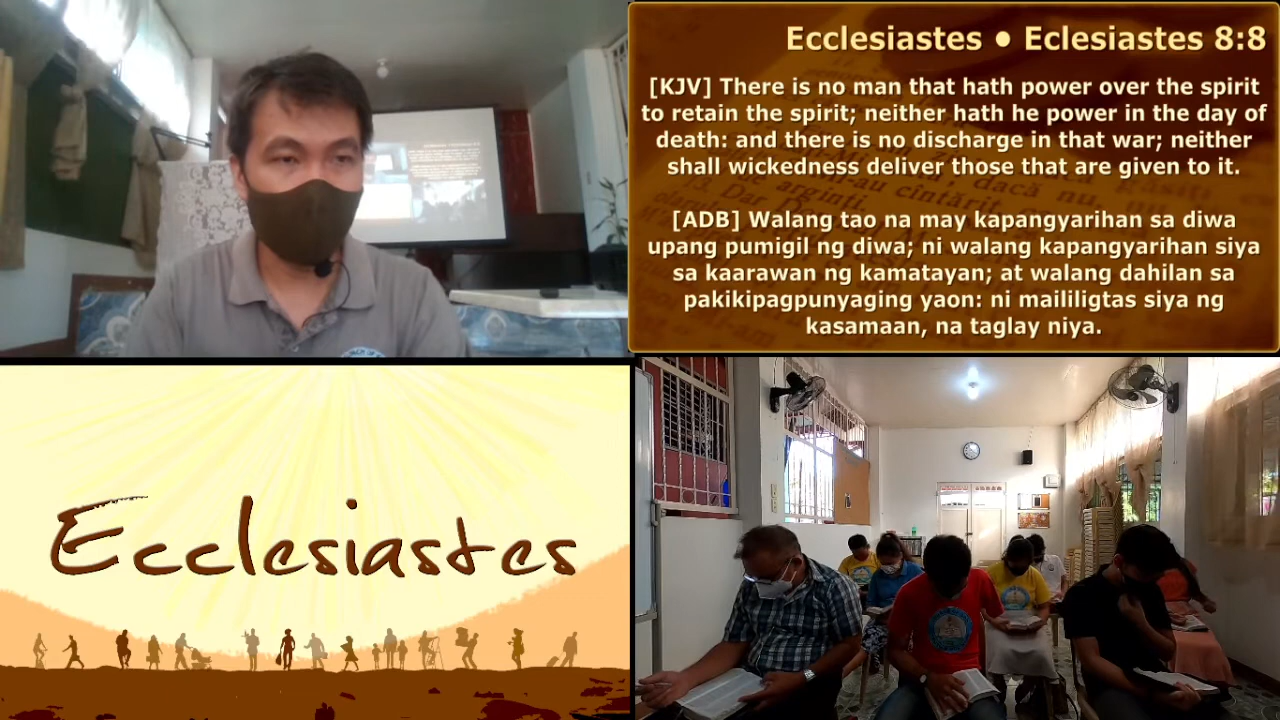 Ecclesiastes • Eclesiastes 8:8
[KJV] There is no man that hath power over the spirit
to retain the spirit; neither hath he power in the day of
death: and there is no discharge in that war; neither
shall wickedness deliver those that are given to it.
[ADB] Walang tao na may kapangyarihan sa diwa
upang pumigil ng diwa; ni walang kapangyarihan siya
sa kaarawan ng kamatayan; at walang dahilan sa
pakikipagpunyaging yaon: ni maililigtas siya ng
kasamaan, na taglay niya.
Ecclesiastes